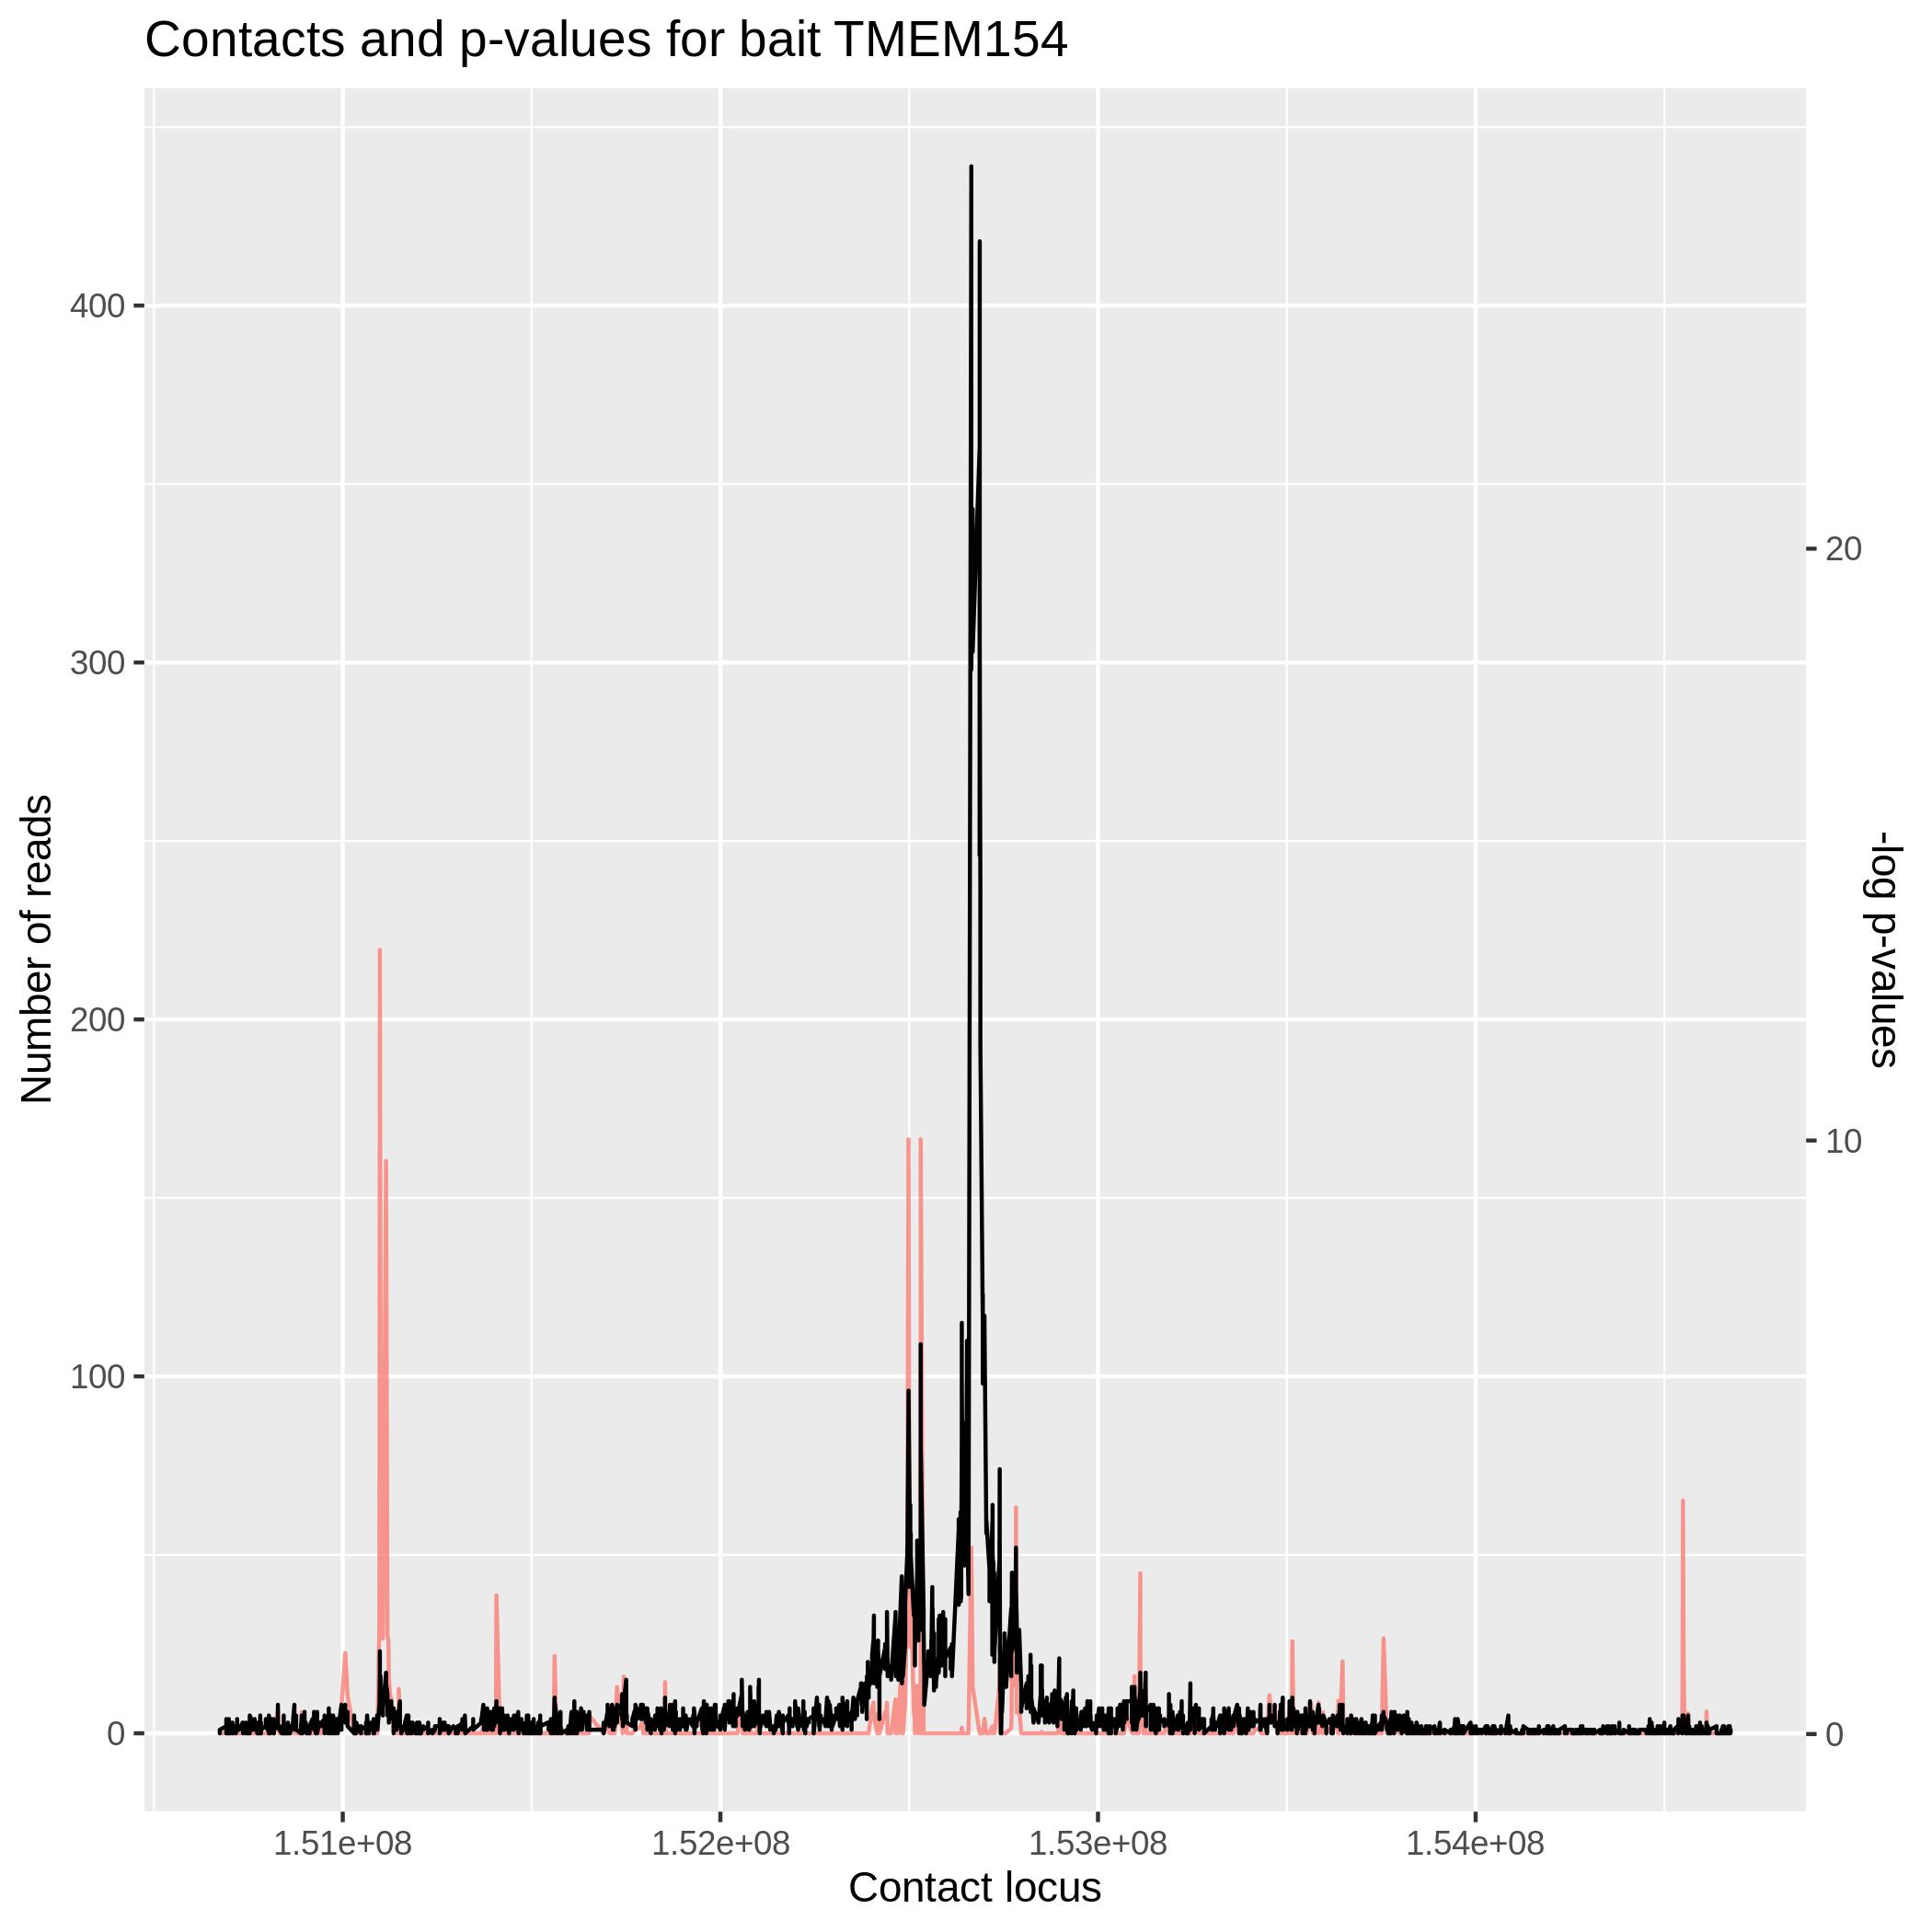 Contacts and p-values for bait TMEM154
Number of reads
400
300
200
100
0
20
10
0
-log p-values
1.51e+08
1.52e+08
1.53e+08
1.54e+08
Contact locus